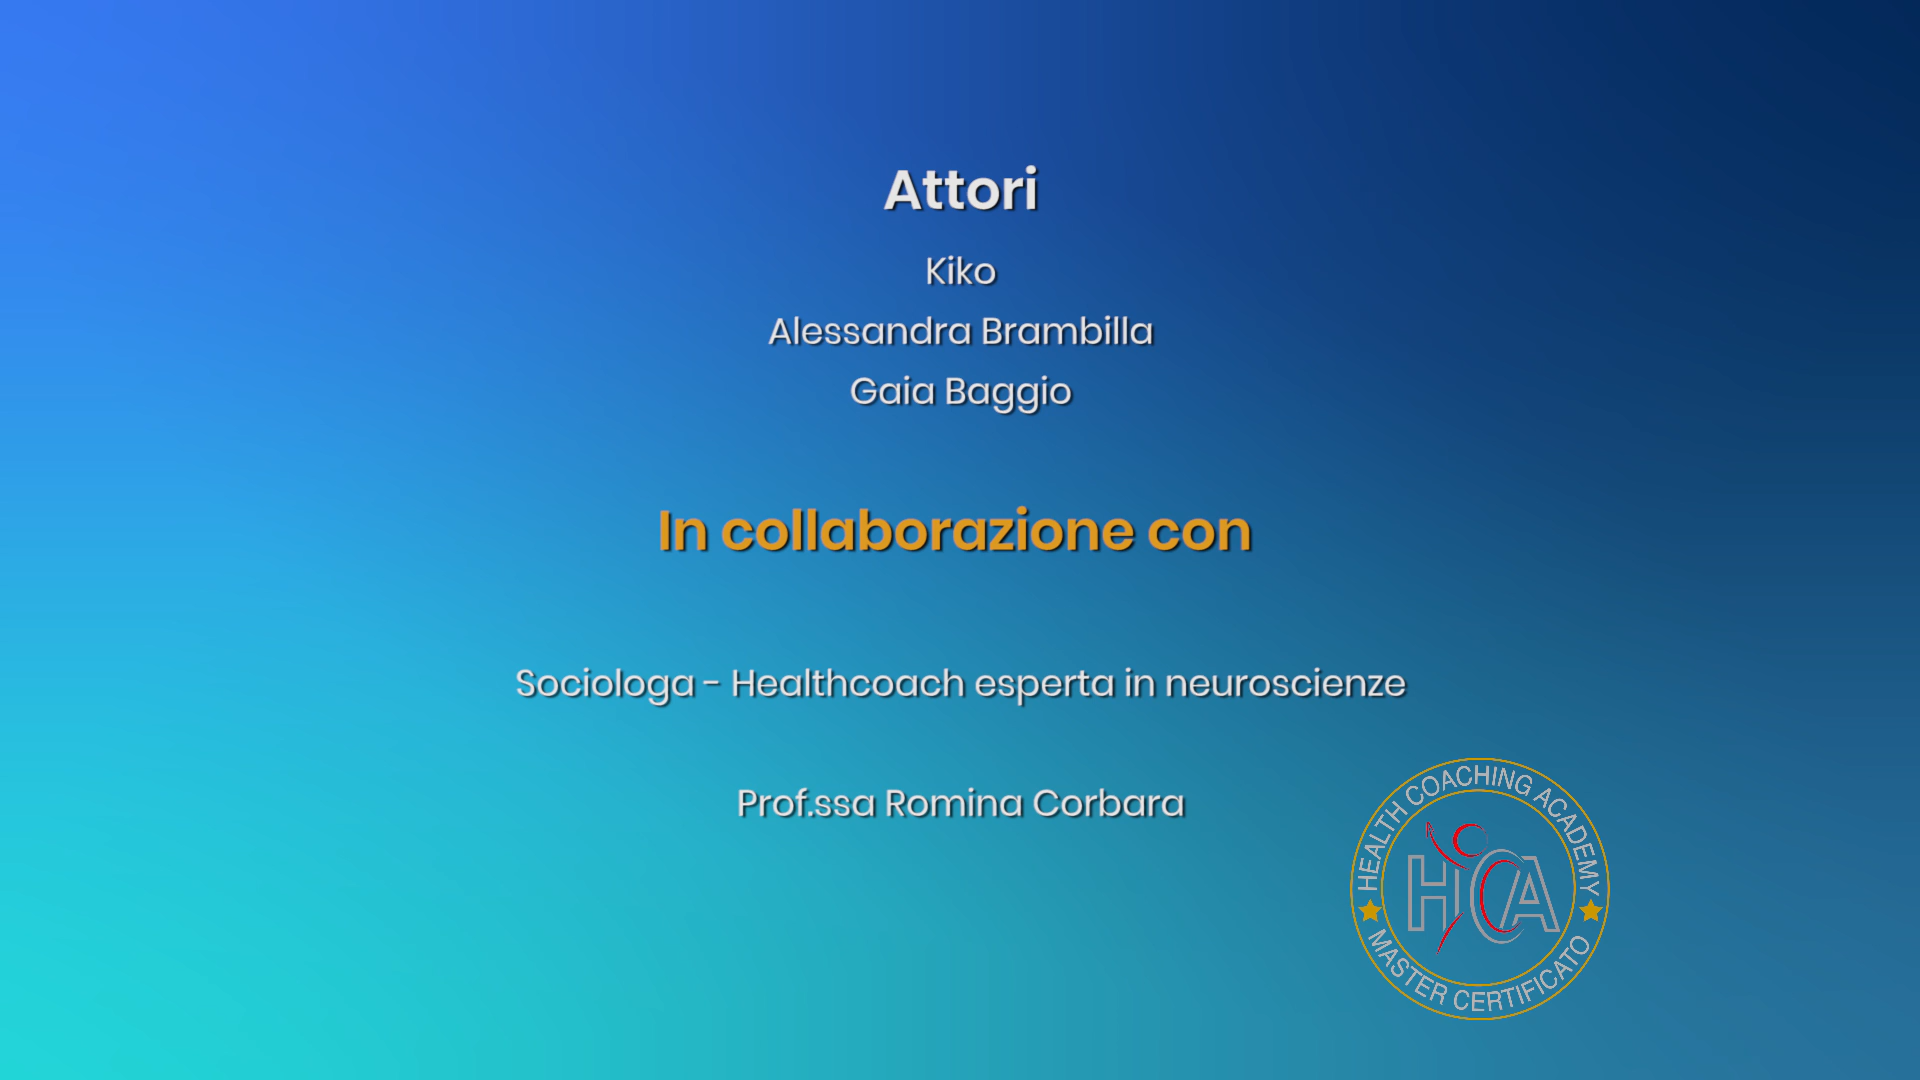 Attori
Kiko
Alessandra Brambilla
Gaia Baggio
In collaborazione con
Sociologa - Healthcoach esperta in neuroscienze
Prof.ssa Romina Corbara
HEALTH COACHING ACADEMY
HCA
MASTER CERTIFICATO